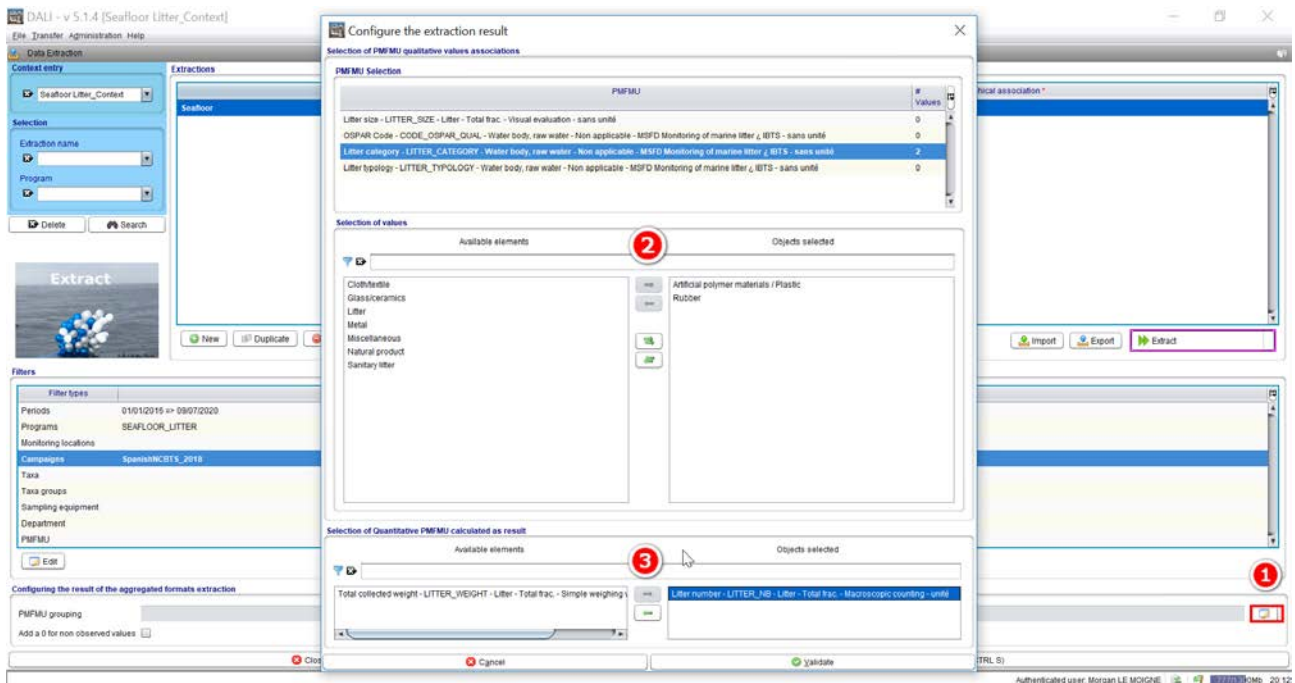 DALI - v 5.1.4 [Seafloor Litter_Context]
File Transfer Administration Help
Data Extraction
Context entry
Seafloor Litter_Context
Selection
Extraction name
Program
Delete
Search
Extract
Extractions
Seafloor
hical association *
New
Duplicate
Import
Export
Extract
Filters
Filter types
Periods 01/01/2015 => 09/07/2020
Programs SEAFLOOR_LITTER
Monitoring locations
Campaigns SpanishNCBTS_2018
Taxa
Taxa groups
Sampling equipment
Department
PMFMU
Edit
Configuring the result of the aggregated formats extraction
PMFMU grouping
Add a 0 for non observed values
1
Clos
TRL S)
Authenticated user: Morgan LE MOIGNE
20:12
Configure the extraction result
Selection of PMFMU qualitative values associations
PMFMU Selection
PMFMU # Values
Litter size - LITTER_SIZE - Litter - Total frac. - Visual evaluation - sans unité 0
OSPAR Code - CODE_OSPAR_QUAL - Water body, raw water - Non applicable - MSFD Monitoring of marine litter ¿ IBTS - sans unité 0
Litter category - LITTER_CATEGORY - Water body, raw water - Non applicable - MSFD Monitoring of marine litter ¿ IBTS - sans unité 2
Litter typology - LITTER_TYPOLOGY - Water body, raw water - Non applicable - MSFD Monitoring of marine litter ¿ IBTS - sans unité 0
Selection of values
Available elements 2 Objects selected
Cloth/textile
Glass/ceramics
Litter
Metal
Miscellaneous
Natural product
Sanitary litter
Artificial polymer materials / Plastic
Rubber
Selection of Quantitative PMFMU calculated as result
Available elements 3 Objects selected
Total collected weight - LITTER_WEIGHT - Litter - Total frac. - Simple weighing
Litter number - LITTER_NB - Litter - Total frac. - Macroscopic counting - unité
Cancel
Validate